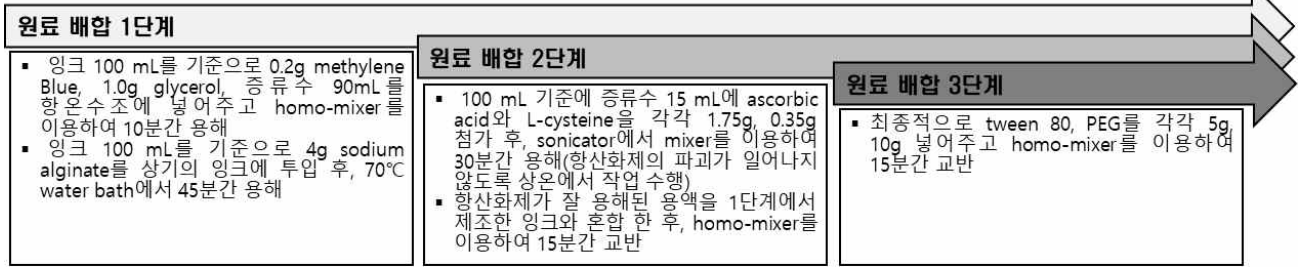 원료 배합 1단계
▪ 잉크 100 mL를 기준으로 0.2g methylene
Blue, 1.0g glycerol, 증류수 90mL를
항온수조에 넣어주고 homo-mixer를
이용하여 10분간 용해
▪ 잉크 100 mL를 기준으로 4g sodium
alginate를 상기의 잉크에 투입 후, 70℃
water bath에서 45분간 용해
원료 배합 2단계
▪ 100 mL 기준에 증류수 15 mL에 ascorbic
acid와 L-cysteine을 각각 1.75g, 0.35g
첨가 후, sonicator에서 mixer를 이용하여
30분간 용해(항산화제의 파괴가 일어나지
않도록 상온에서 작업 수행)
▪ 항산화제가 잘 용해된 용액을 1단계에서
제조한 잉크와 혼합 한 후, homo-mixer를
이용하여 15분간 교반
원료 배합 3단계
▪ 최종적으로 tween 80, PEG를 각각 5g,
10g 넣어주고 homo-mixer를 이용하여
15분간 교반